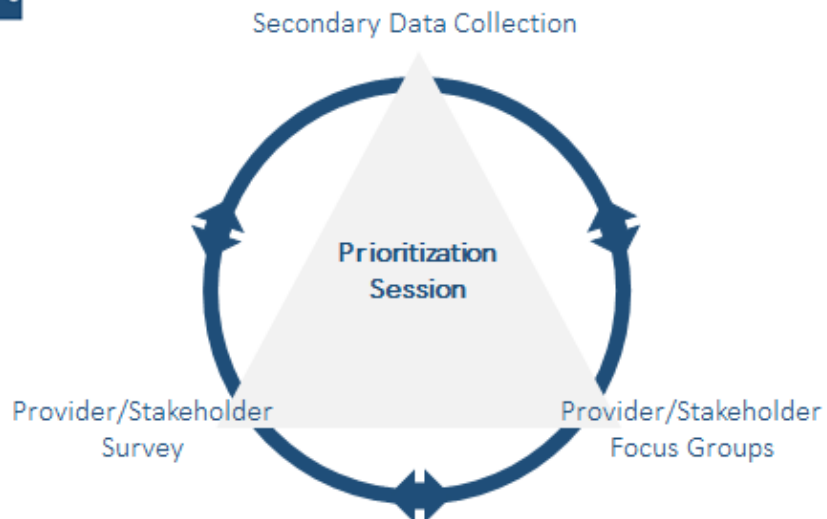 Secondary Data Collection
Prioritization
Session
Provider/Stakeholder
Survey
Provider/Stakeholder
Focus Groups